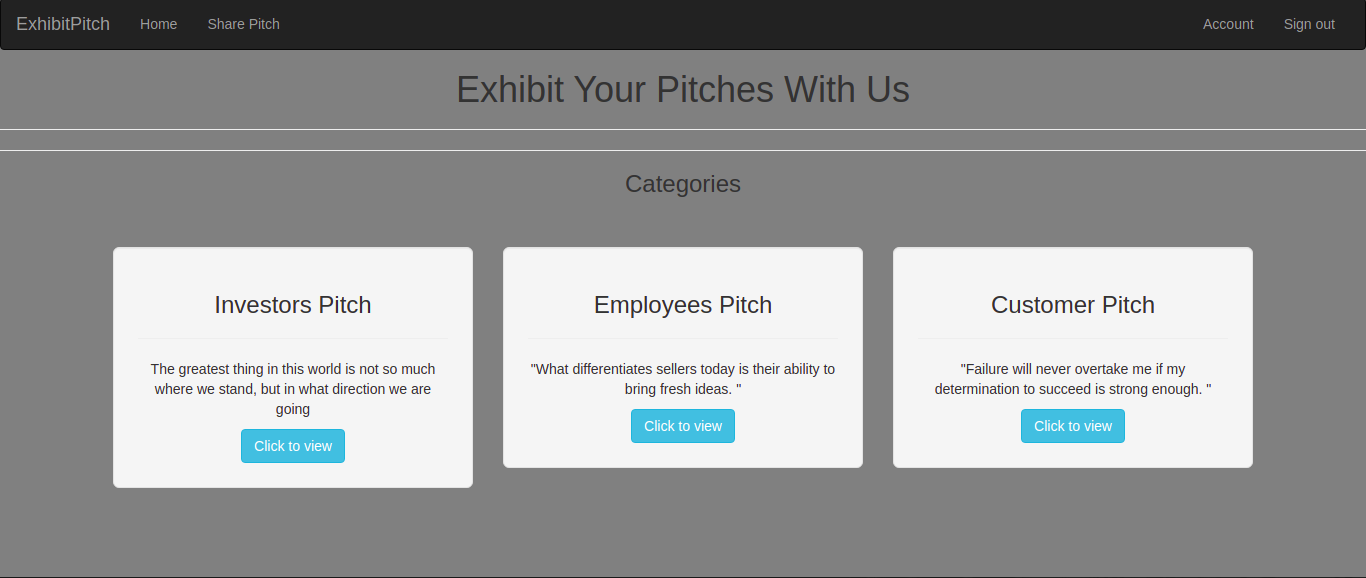 ExhibitPitch Home Share Pitch Account Sign out
Exhibit Your Pitches With Us
Categories
Investors Pitch
The greatest thing in this world is not so much
where we stand, but in what direction we are
going
Click to view
Employees Pitch
"What differentiates sellers today is their ability to
bring fresh ideas. "
Click to view
Customer Pitch
"Failure will never overtake me if my
determination to succeed is strong enough. "
Click to view